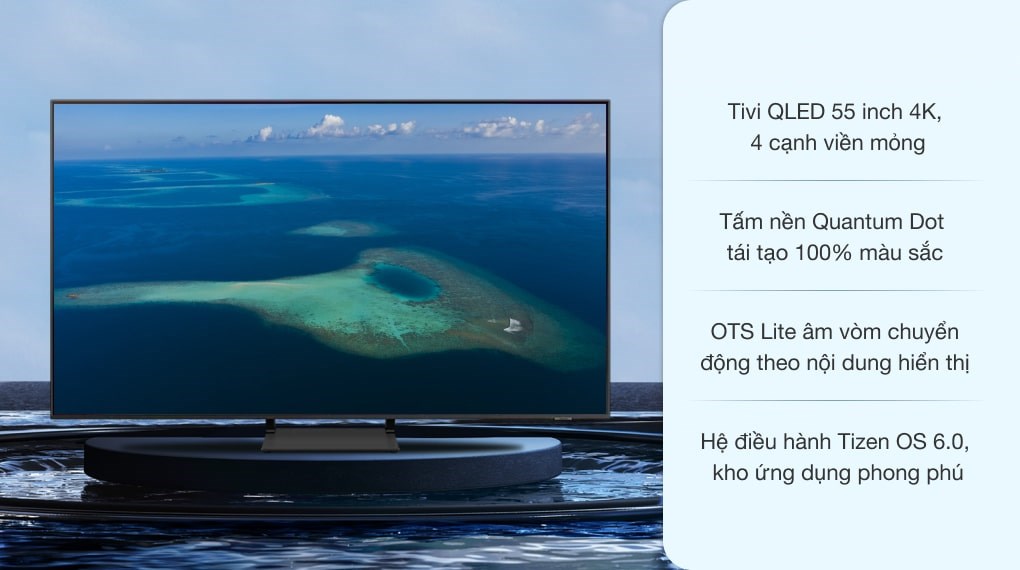 Tivi QLED 55 inch 4K,
4 cạnh viền mỏng
Tấm nền Quantum Dot
tái tạo 100% màu sắc
OTS Lite âm vòm chuyển
động theo nội dung hiển thị
Hệ điều hành Tizen OS 6.0,
kho ứng dụng phong phú